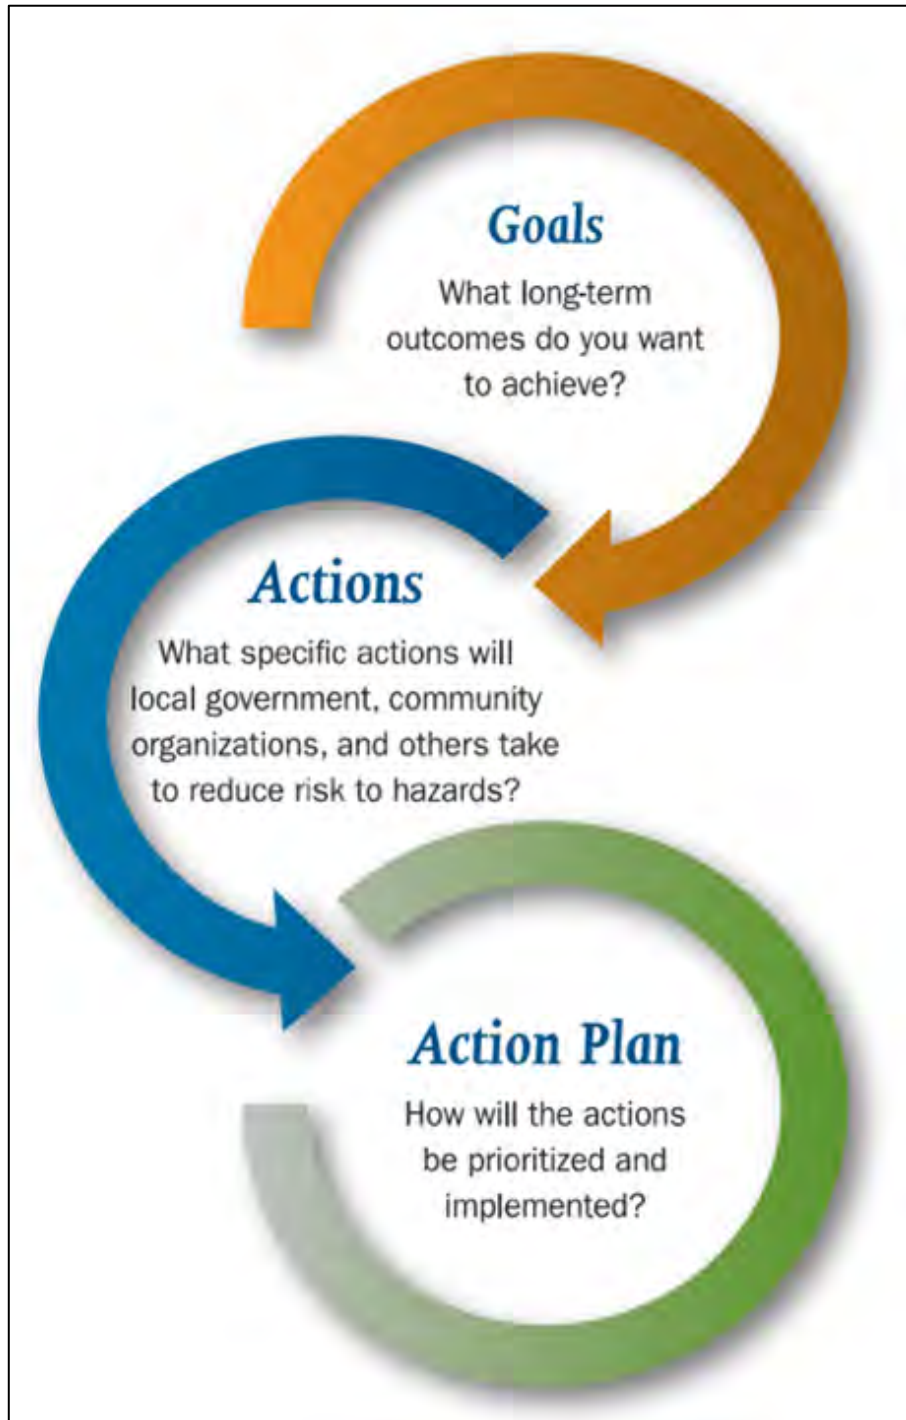 Goals
What long-term
outcomes do you want
to achieve?
Actions
What specific actions will
local government, community
organizations, and others take
to reduce risk to hazards?
Action Plan
How will the actions
be prioritized and
implemented?